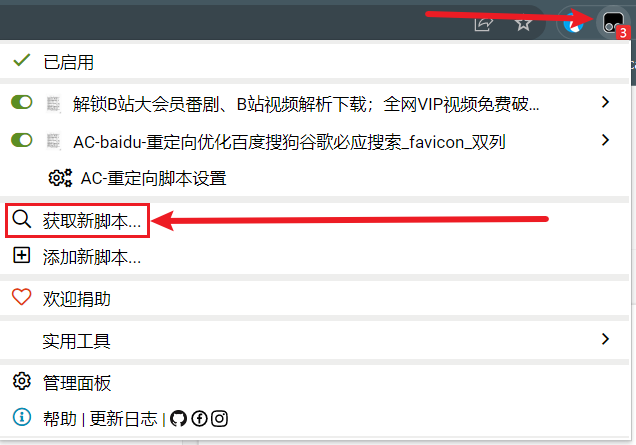 3
已启用
解锁B站大会员番剧、B站视频解析下载；全网VIP视频免费破...
AC-baidu-重定向优化百度搜狗谷歌必应搜索_favicon_双列
AC-重定向脚本设置
获取新脚本...
添加新脚本...
欢迎捐助
实用工具
管理面板
帮助 | 更新日志 |